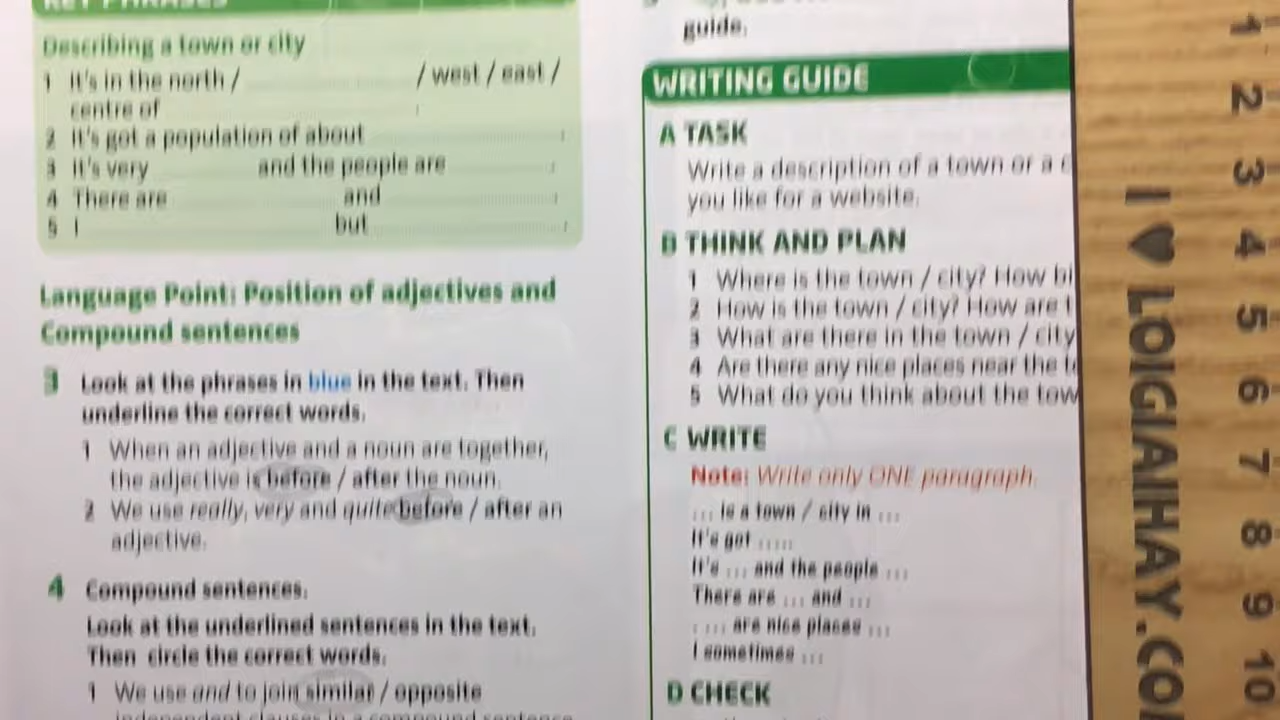 KEY PHRASES
Describing a town or city
1 It's in the north / / west / east /
centre of
2 It's got a population of about
3 It's very and the people are
4 There are and
5 I but
Language Point: Position of adjectives and
Compound sentences
3 Look at the phrases in blue in the text. Then
underline the correct words.
1 When an adjective and a noun are together,
the adjective is before / after the noun.
2 We use really, very and quite before / after an
adjective.
4 Compound sentences.
Look at the underlined sentences in the text.
Then circle the correct words.
1 We use and to join similar / opposite
independent clauses in a compound sentence
guide.
WRITING GUIDE
A TASK
Write a description of a town or a c
you like for a website.
B THINK AND PLAN
1 Where is the town / city? How bi
2 How is the town / city? How are t
3 What are there in the town / city
4 Are there any nice places near the t
5 What do you think about the tow
C WRITE
Note: Write only ONE paragraph.
... is a town / city in ...
It's got .....
It's ... and the people ...
There are ... and ...
.... are nice places ...
I sometimes ...
D CHECK
I ♥ LOIGIAIHAY.CO
1
2
3
4
5
6
7
8
9
10